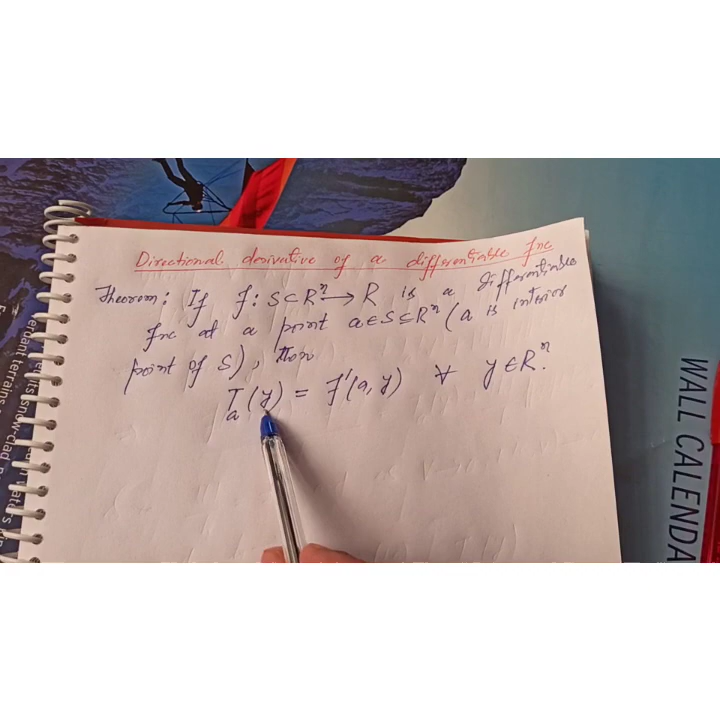 Directional derivative of a differentiable Fnc
Theorem: If f: S⊂Rⁿ→R is a differentiable
Fnc at a point a∈S⊆Rⁿ (a is interior
point of S), then
Tₐ(y) = f'(a,y) ∀ y∈Rⁿ.
WALL CALENDA